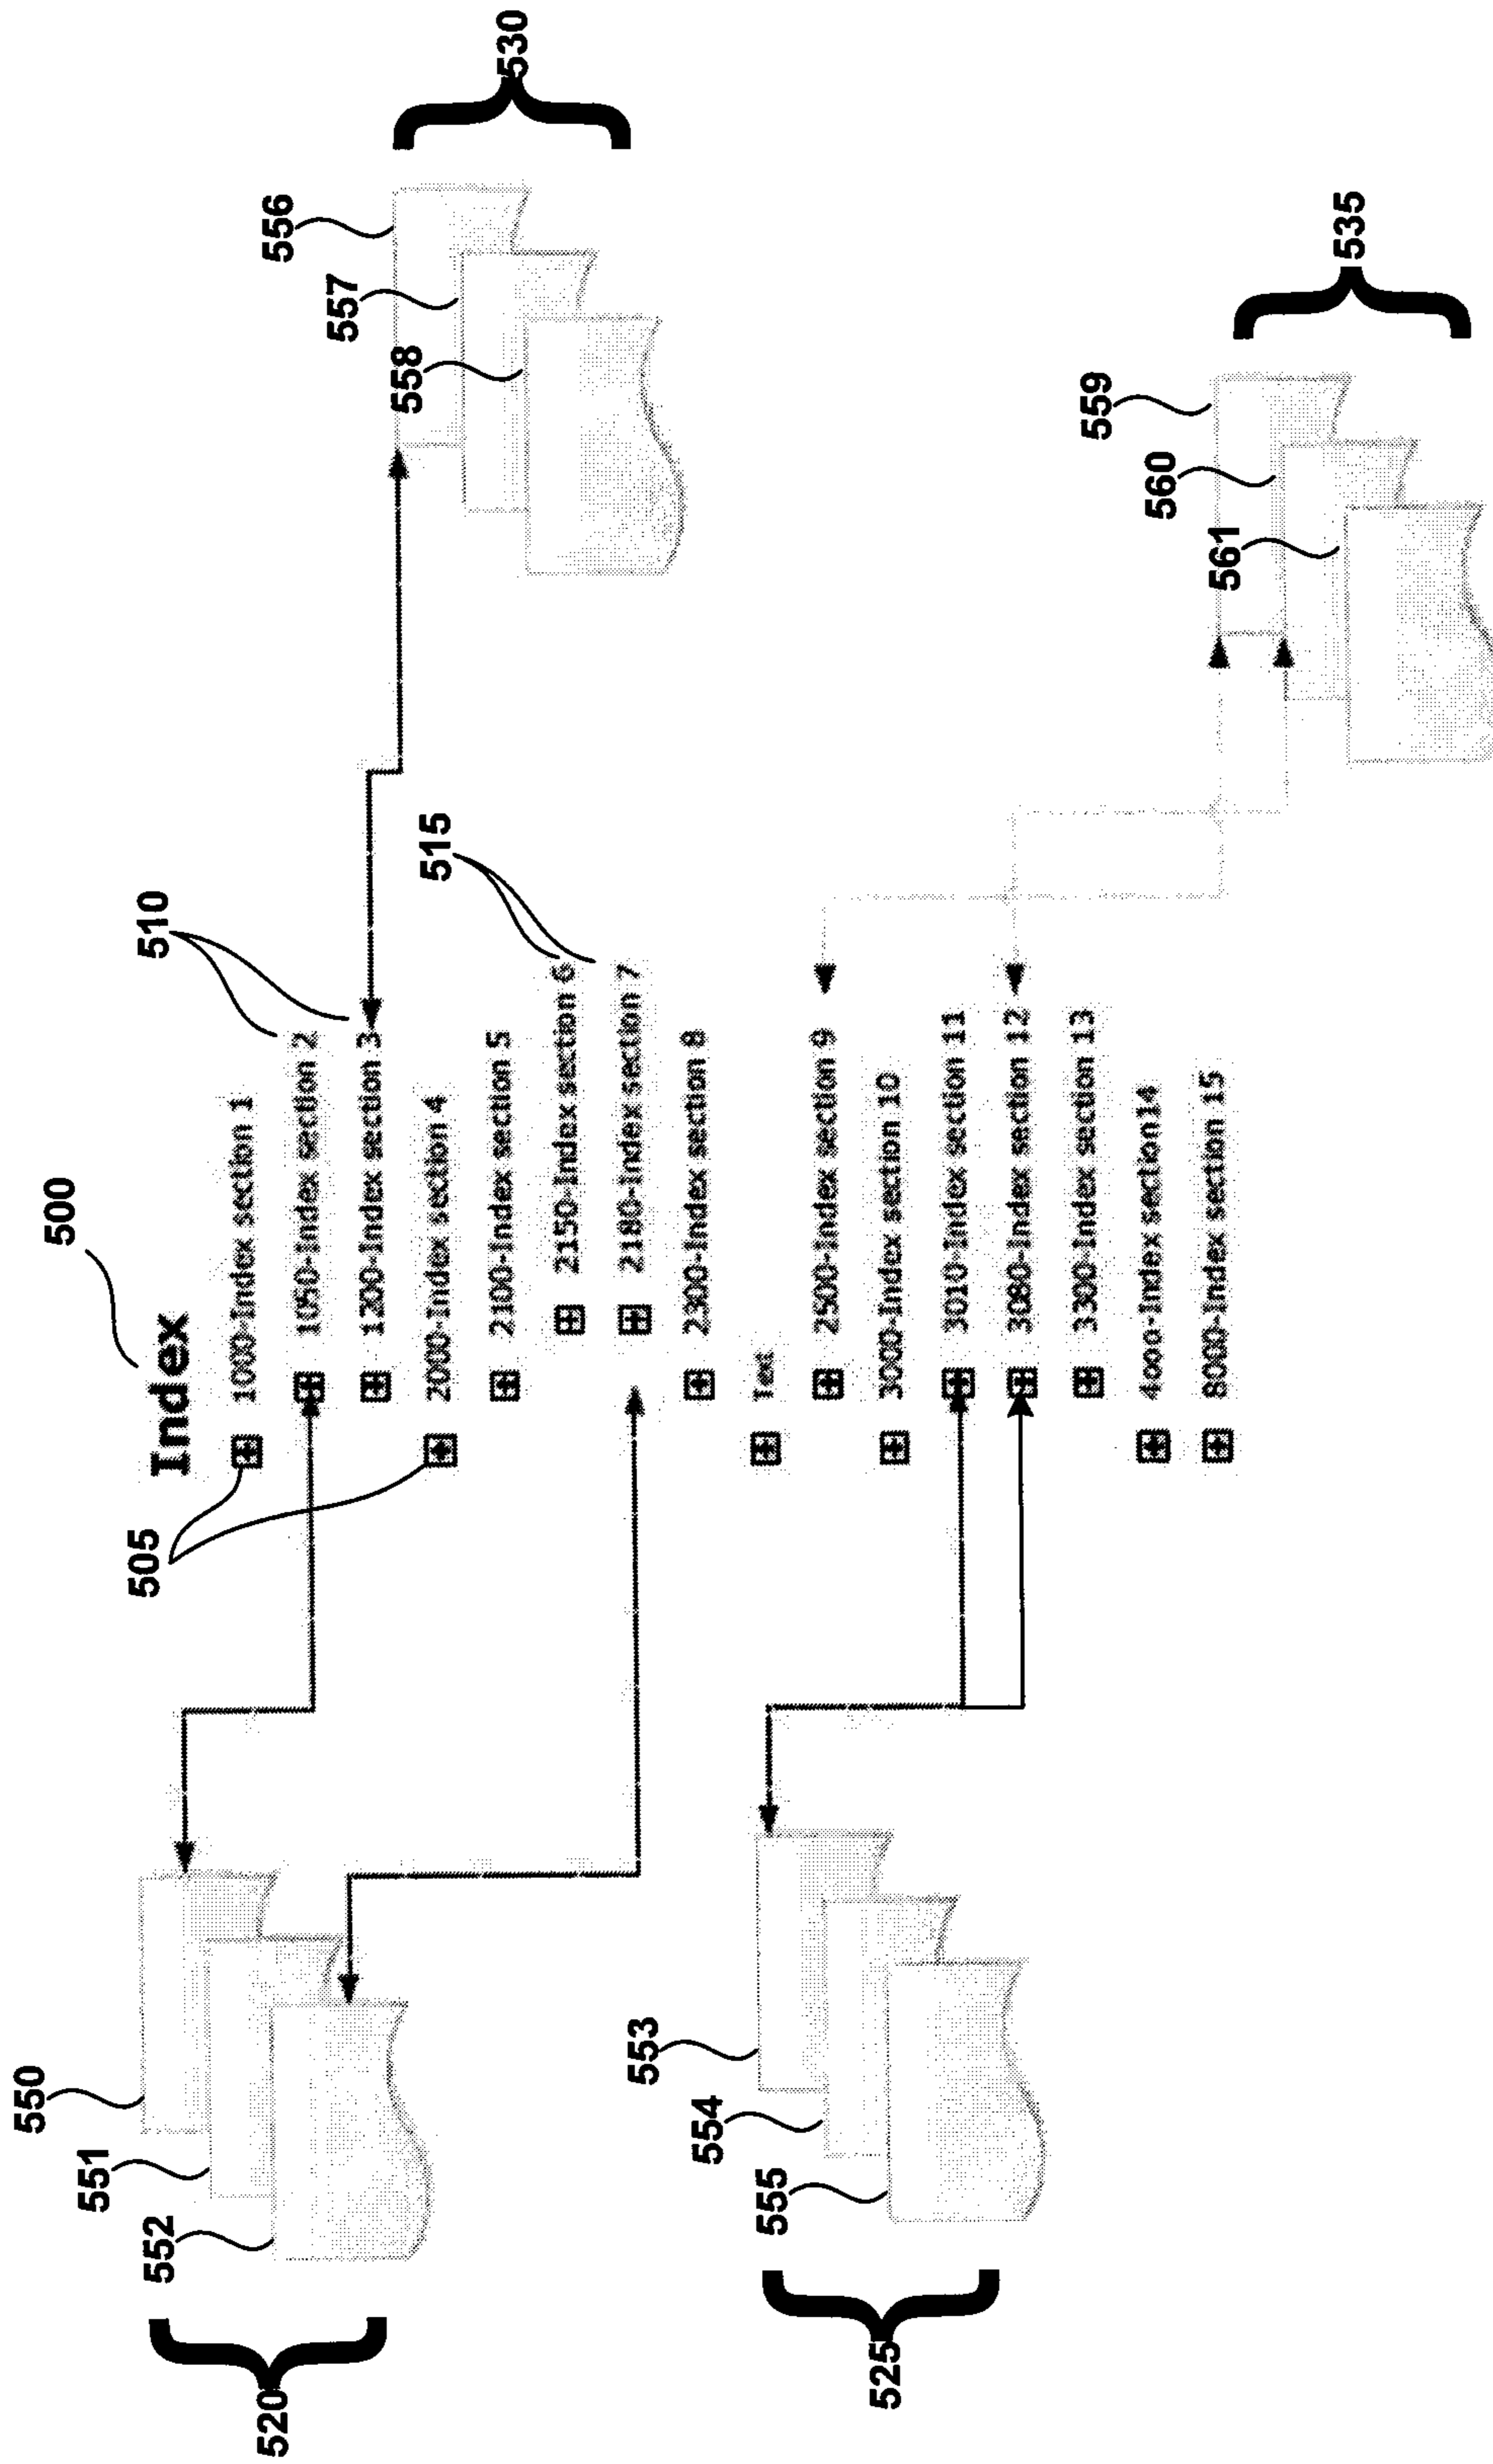 500
Index
505
510
515
1000-Index section 1
1050-Index section 2
1200-Index section 3
2000-Index section 4
2100-Index section 5
2150-Index section 6
2180-Index section 7
2300-Index section 8
Text
2500-Index section 9
3000-Index section 10
3010-Index section 11
3080-Index section 12
3300-Index section 13
4000-Index section14
8000-Index section 15
520
550
551
552
525
553
554
555
530
556
557
558
535
559
560
561